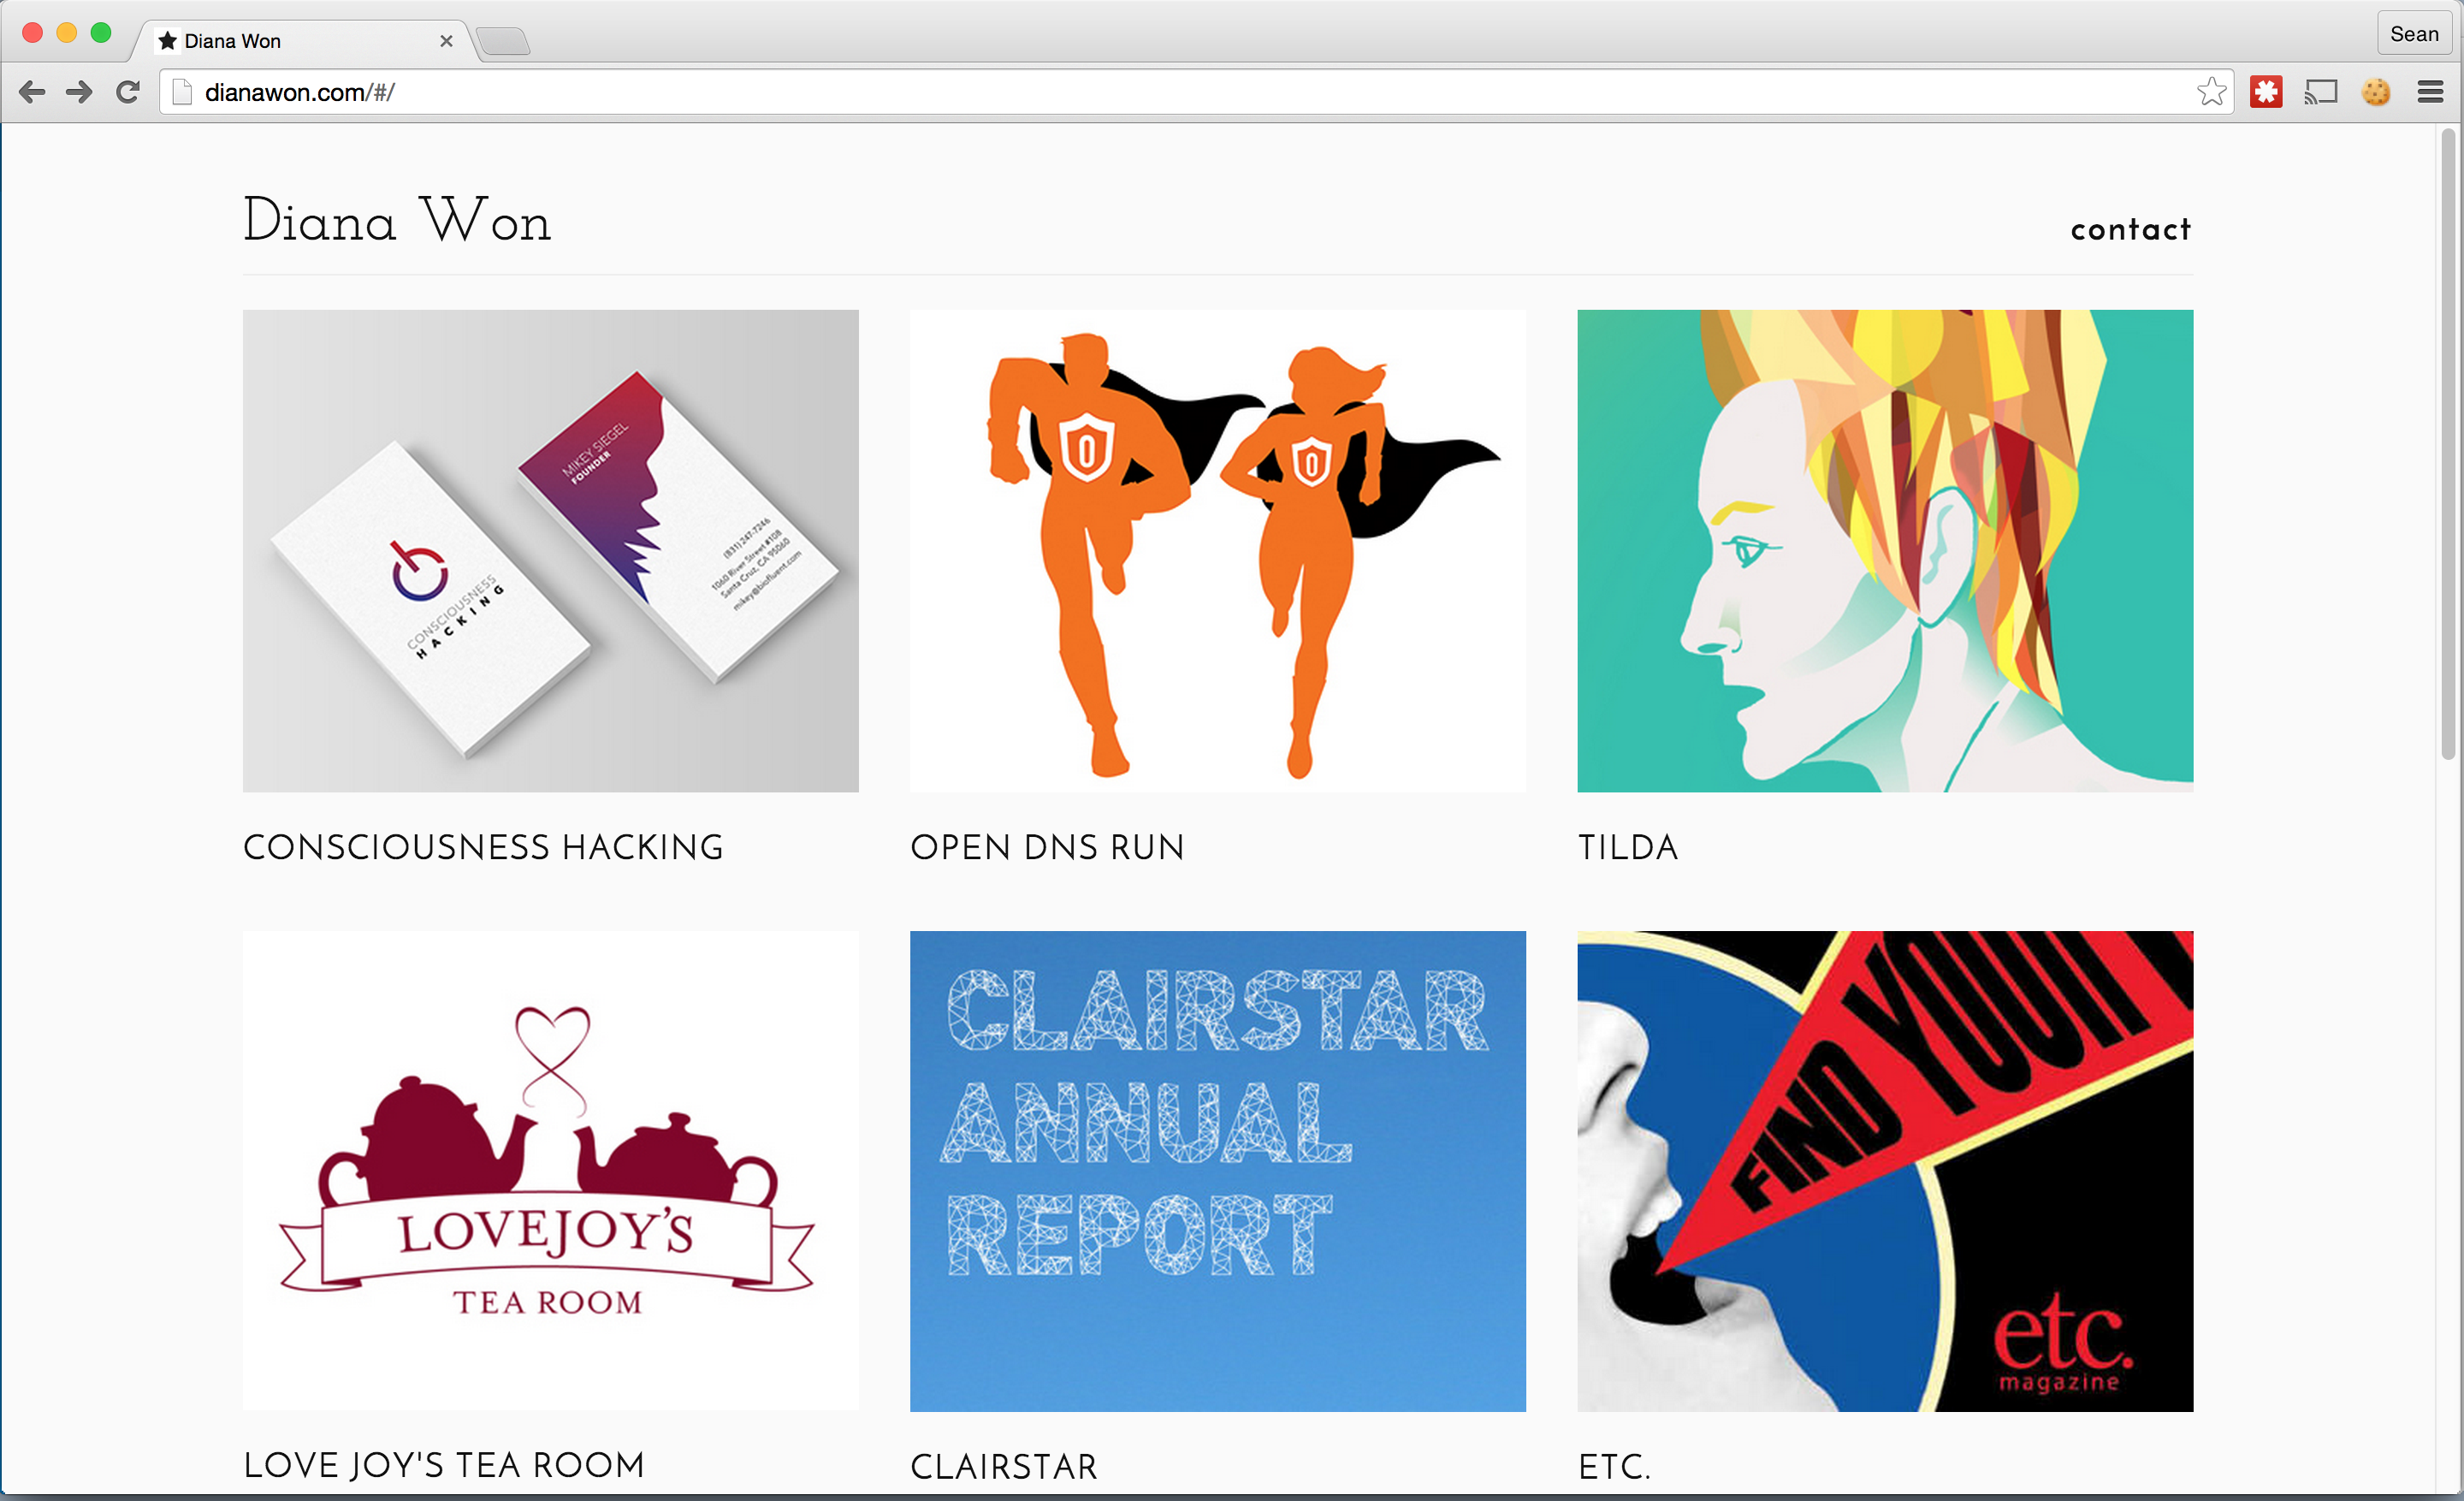 Diana Won
Sean
dianawon.com/#/
Diana Won
contact
MIKEY SIEGEL
FOUNDER
(831) 247-7246
1060 River Street #108
Santa Cruz, CA 95060
mikey@biofluent.com
CONSCIOUSNESS
HACKING
CONSCIOUSNESS HACKING
OPEN DNS RUN
TILDA
LOVEJOY'S
TEA ROOM
CLAIRSTAR
ANNUAL
REPORT
FIND YOUR
etc.
magazine
LOVE JOY'S TEA ROOM
CLAIRSTAR
ETC.